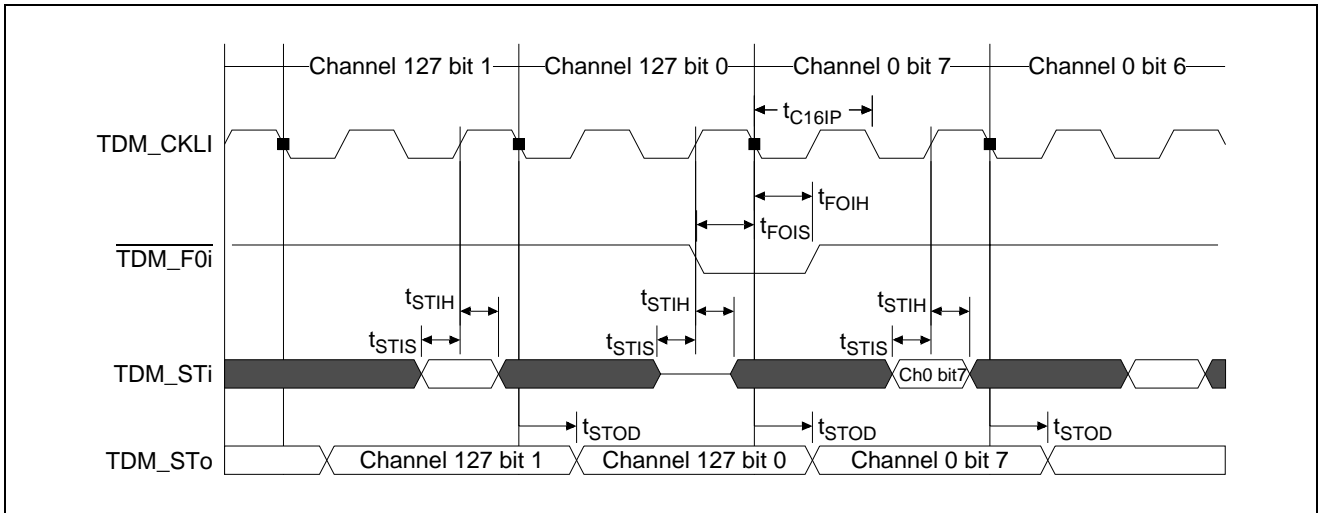 Channel 127 bit 1 Channel 127 bit 0 Channel 0 bit 7 Channel 0 bit 6
tC16IP
TDM_CKLI
tFOIH
tFOIS
TDM_F0i
tSTIH tSTIH tSTIH
tSTIS tSTIS tSTIS
TDM_STi Ch0 bit7
tSTOD tSTOD tSTOD
TDM_STo Channel 127 bit 1 Channel 127 bit 0 Channel 0 bit 7